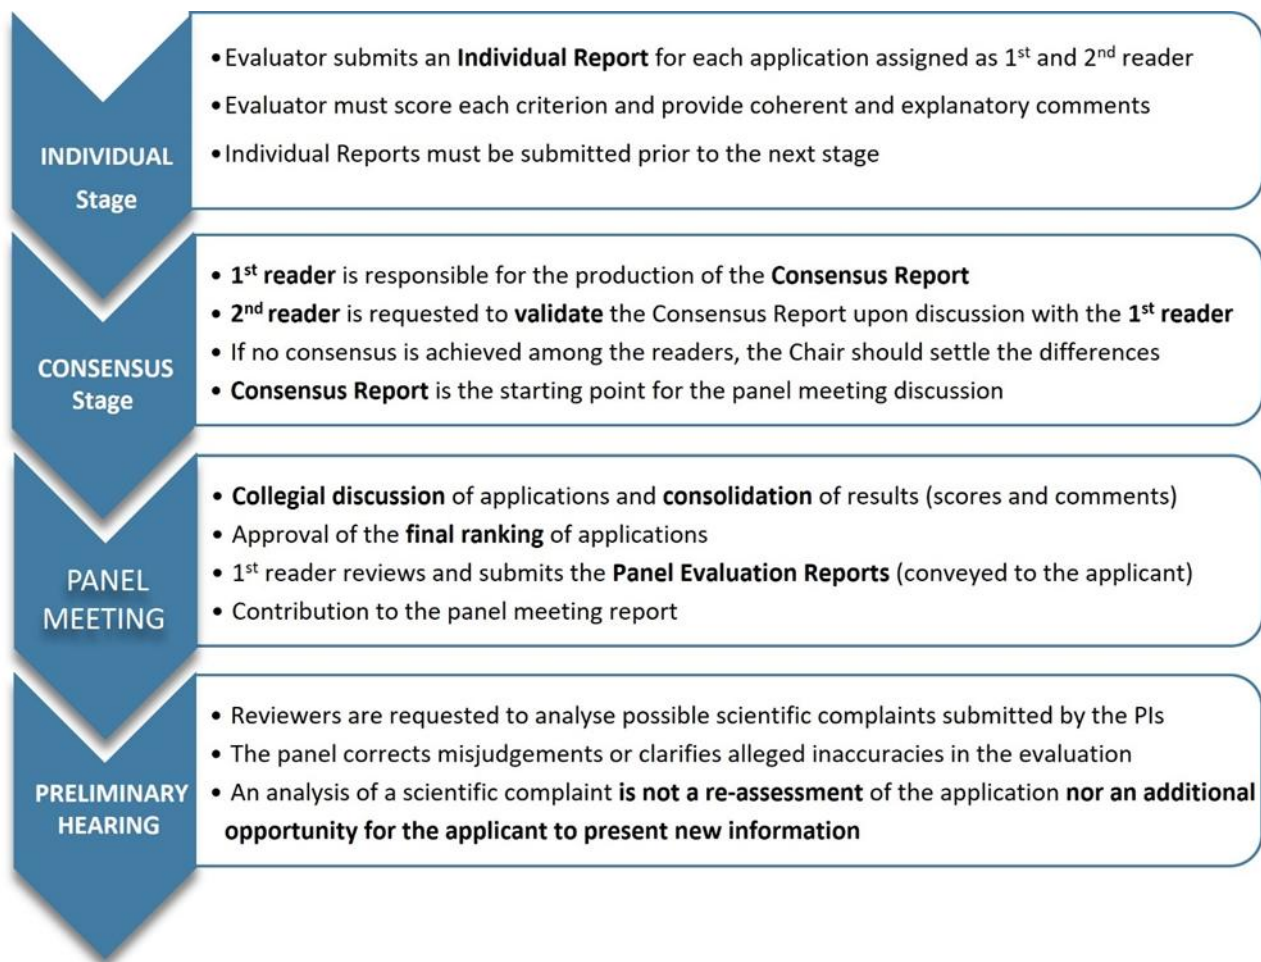 INDIVIDUAL
Stage
•Evaluator submits an Individual Report for each application assigned as 1st and 2nd reader
•Evaluator must score each criterion and provide coherent and explanatory comments
•Individual Reports must be submitted prior to the next stage
CONSENSUS
Stage
• 1st reader is responsible for the production of the Consensus Report
• 2nd reader is requested to validate the Consensus Report upon discussion with the 1st reader
• If no consensus is achieved among the readers, the Chair should settle the differences
• Consensus Report is the starting point for the panel meeting discussion
PANEL
MEETING
• Collegial discussion of applications and consolidation of results (scores and comments)
• Approval of the final ranking of applications
• 1st reader reviews and submits the Panel Evaluation Reports (conveyed to the applicant)
• Contribution to the panel meeting report
PRELIMINARY
HEARING
• Reviewers are requested to analyse possible scientific complaints submitted by the PIs
• The panel corrects misjudgements or clarifies alleged inaccuracies in the evaluation
• An analysis of a scientific complaint is not a re-assessment of the application nor an additional
opportunity for the applicant to present new information